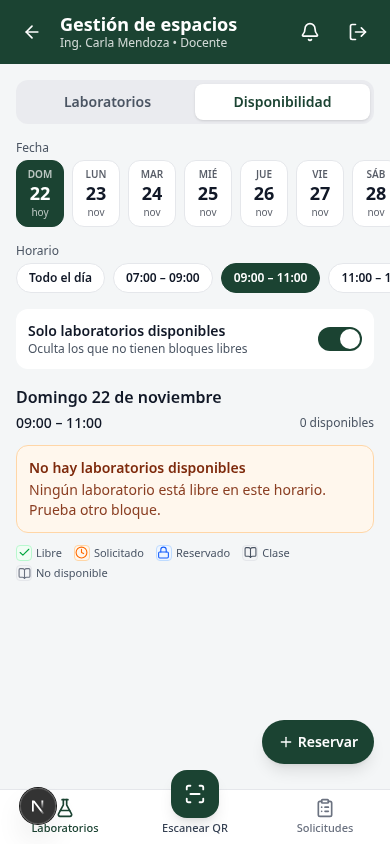 Gestión de espacios
Ing. Carla Mendoza • Docente
Laboratorios
Disponibilidad
Fecha
DOM
22
hoy
LUN
23
nov
MAR
24
nov
MIÉ
25
nov
JUE
26
nov
VIE
27
nov
SÁB
28
nov
Horario
Todo el día
07:00 – 09:00
09:00 – 11:00
11:00 – 1
Solo laboratorios disponibles
Oculta los que no tienen bloques libres
Domingo 22 de noviembre
09:00 – 11:00
0 disponibles
No hay laboratorios disponibles
Ningún laboratorio está libre en este horario.
Prueba otro bloque.
Libre
Solicitado
Reservado
Clase
No disponible
+ Reservar
N
Laboratorios
Escanear QR
Solicitudes